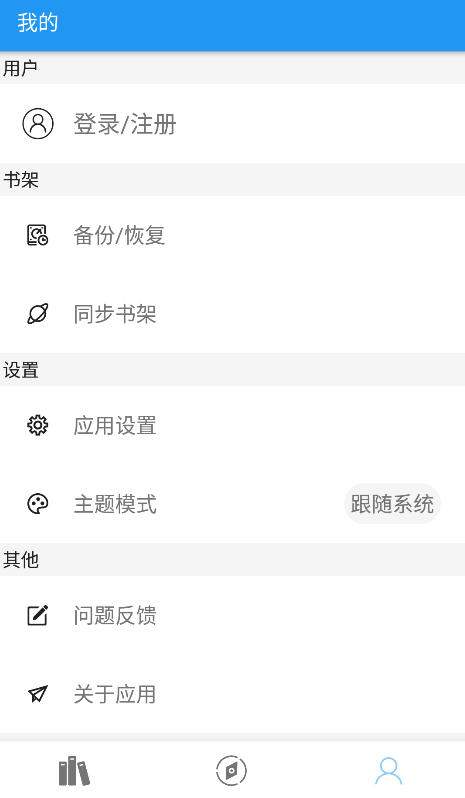 我的
用户
登录/注册
书架
备份/恢复
同步书架
设置
应用设置
主题模式
跟随系统
其他
问题反馈
关于应用